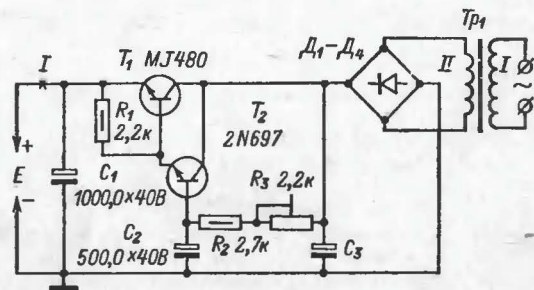 I
T₁ MJ480
Д₁–Д₄
Тр₁
II
I
~
R₁
2,2к
T₂
2N697
+
E
−
C₁
1000,0×40В
R₃ 2,2к
C₂
500,0×40В
R₂ 2,7к
C₃